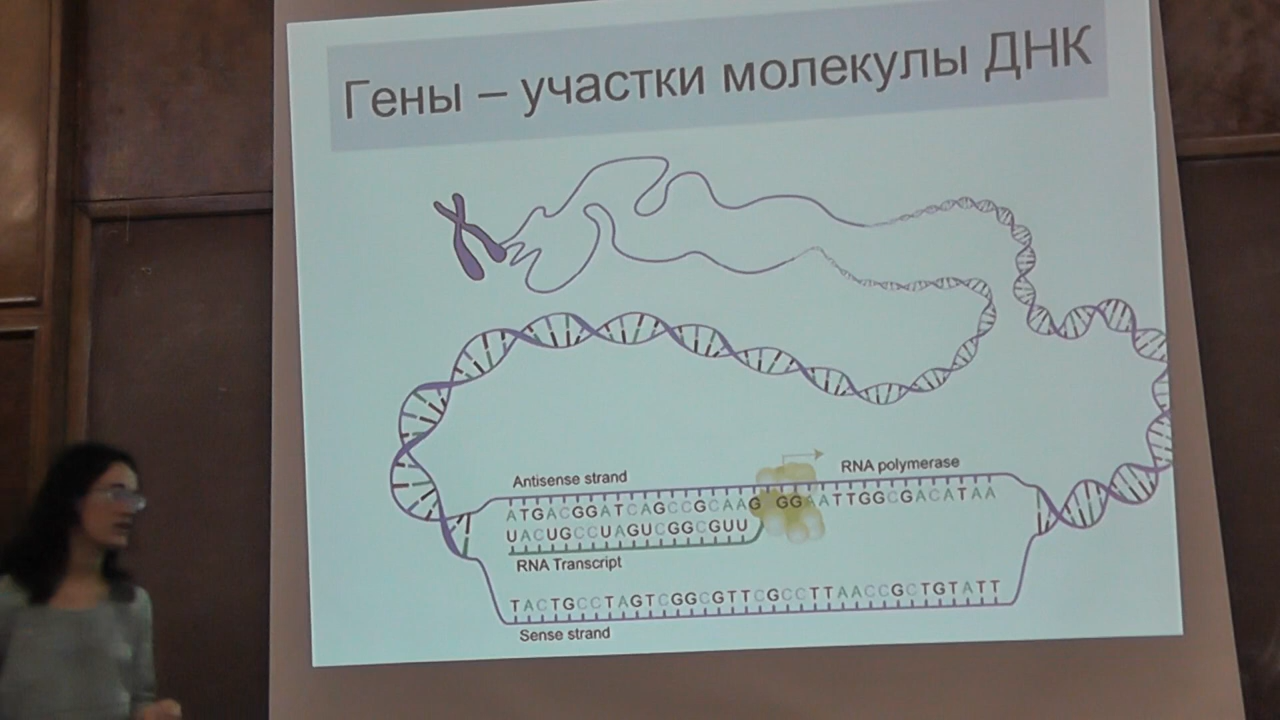 Гены – участки молекулы ДНК
Antisense strand
RNA polymerase
ATGACGGATCAGCCGCAAG GGAATTGGCGACATAA
UACUGCCUAGUCGGCGUU
RNA Transcript
TACTGCCTAGTCGGCGTTCGCCTTAACCGCTGTATT
Sense strand